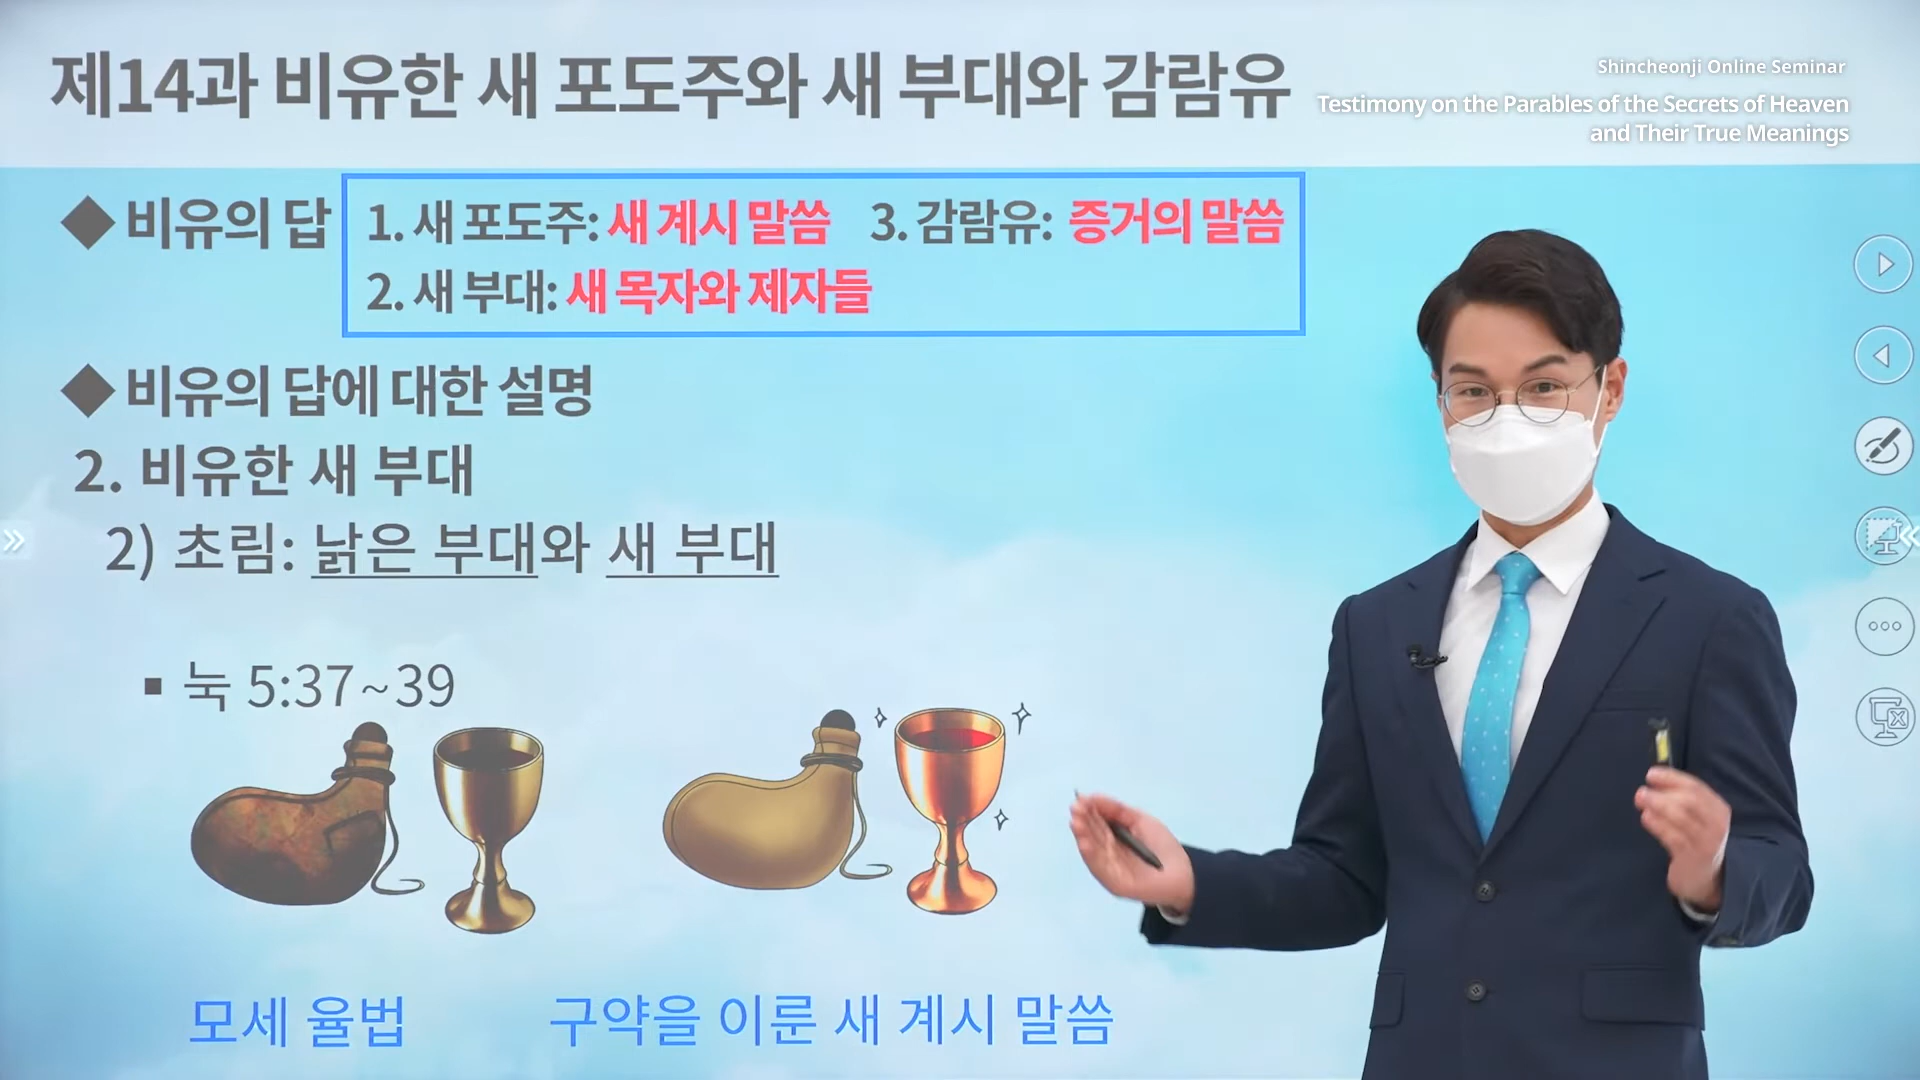 제14과 비유한 새 포도주와 새 부대와 감람유
Shincheonji Online Seminar
Testimony on the Parables of the Secrets of Heaven
and Their True Meanings
◆비유의 답
1. 새 포도주: 새 계시 말씀 3. 감람유: 증거의 말씀
2. 새 부대: 새 목자와 제자들
◆비유의 답에 대한 설명
2. 비유한 새 부대
2) 초림: 낡은 부대와 새 부대
▪ 눅 5:37~39
모세 율법
구약을 이룬 새 계시 말씀